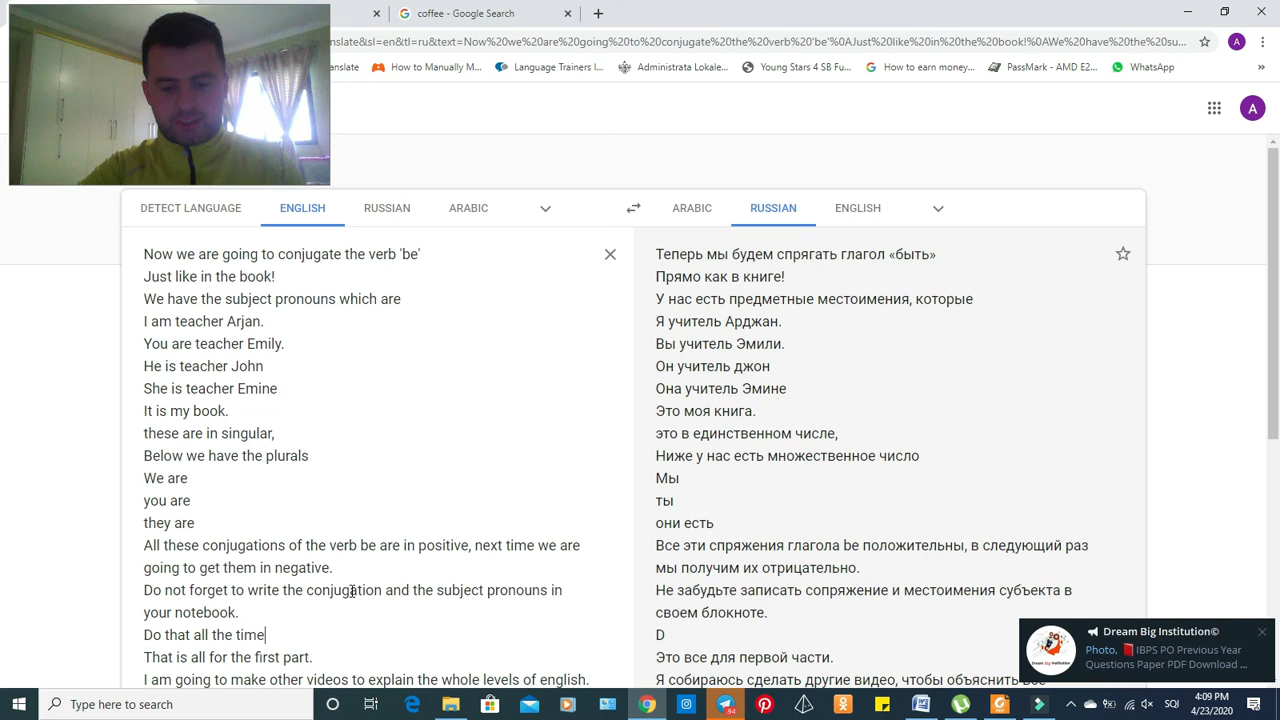 coffee - Google Search
nslate&sl=en&tl=ru&text=Now%20we%20are%20going%20to%20conjugate%20the%20verb%20'be'%0AJust%20like%20in%20the%20book!%0AWe%20have%20the%20su...
A
nslate
How to Manually M...
Language Trainers I...
Administrata Lokale...
Young Stars 4 SB Fu...
How to earn money...
PassMark - AMD E2...
WhatsApp
A
DETECT LANGUAGE
ENGLISH
RUSSIAN
ARABIC
ARABIC
RUSSIAN
ENGLISH
Now we are going to conjugate the verb 'be'
Just like in the book!
We have the subject pronouns which are
I am teacher Arjan.
You are teacher Emily.
He is teacher John
She is teacher Emine
It is my book.
these are in singular,
Below we have the plurals
We are
you are
they are
All these conjugations of the verb be are in positive, next time we are
going to get them in negative.
Do not forget to write the conjugation and the subject pronouns in
your notebook.
Do that all the time
That is all for the first part.
I am going to make other videos to explain the whole levels of english.
Теперь мы будем спрягать глагол «быть»
Прямо как в книге!
У нас есть предметные местоимения, которые
Я учитель Арджан.
Вы учитель Эмили.
Он учитель джон
Она учитель Эмине
Это моя книга.
это в единственном числе,
Ниже у нас есть множественное число
Мы
ты
они есть
Все эти спряжения глагола be положительны, в следующий раз
мы получим их отрицательно.
Не забудьте записать сопряжение и местоимения субъекта в
своем блокноте.
D
Это все для первой части.
Я собираюсь сделать другие видео, чтобы объяснить все
Dream Big Institution©
Photo, IBPS PO Previous Year
Questions Paper PDF Download ...
Type here to search
94
SQI
4:09 PM
4/23/2020